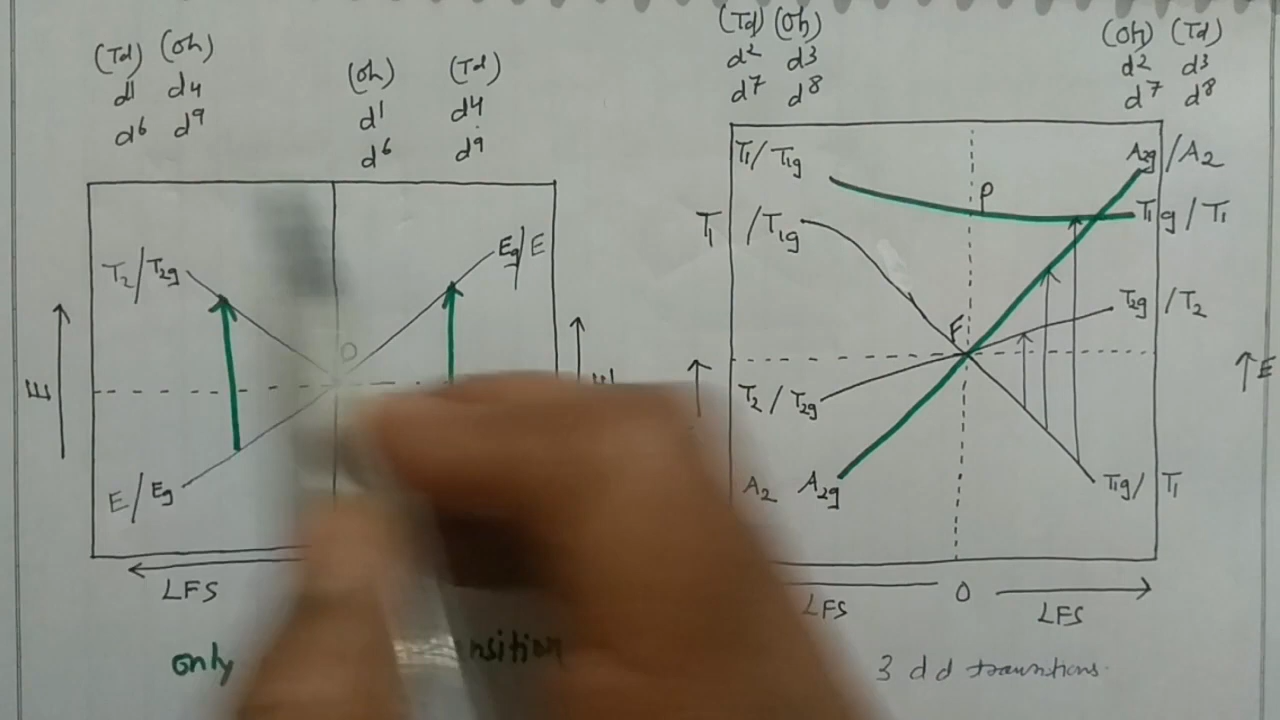 (Td) (Oh)
d1 d4
d6 d9
(Oh) (Td)
d1 d4
d6 d9
T2/T2g
Eg/E
D
E
E/Eg
LFS
only nsition
(Td) (Oh)
d2 d3
d7 d8
(Oh) (Td)
d2 d3
d7 d8
T1/T1g
A2g/A2
P
T1g/T1
T1/T1g
T2g/T2
F
E
T2/T2g
A2 A2g
T1g/T1
LFS O LFS
3 d d transitions.